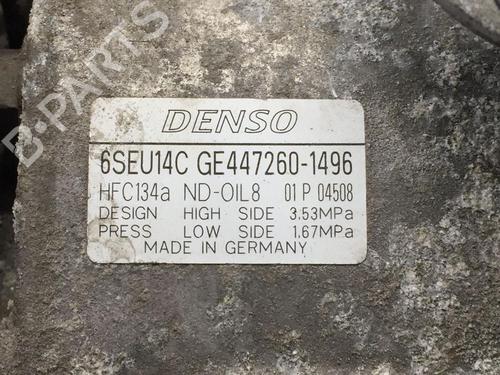 B-PARTS
DENSO
6SEU14C GE447260-1496
HFC134a ND-OIL8 01 P 04508
DESIGN HIGH SIDE 3.53MPa
PRESS LOW SIDE 1.67MPa
MADE IN GERMANY